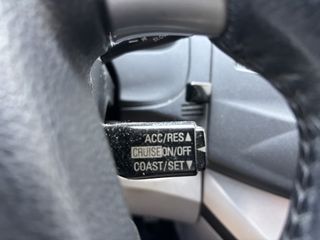 ACC/RES▲
CRUISE ON/OFF
COAST/SET▼